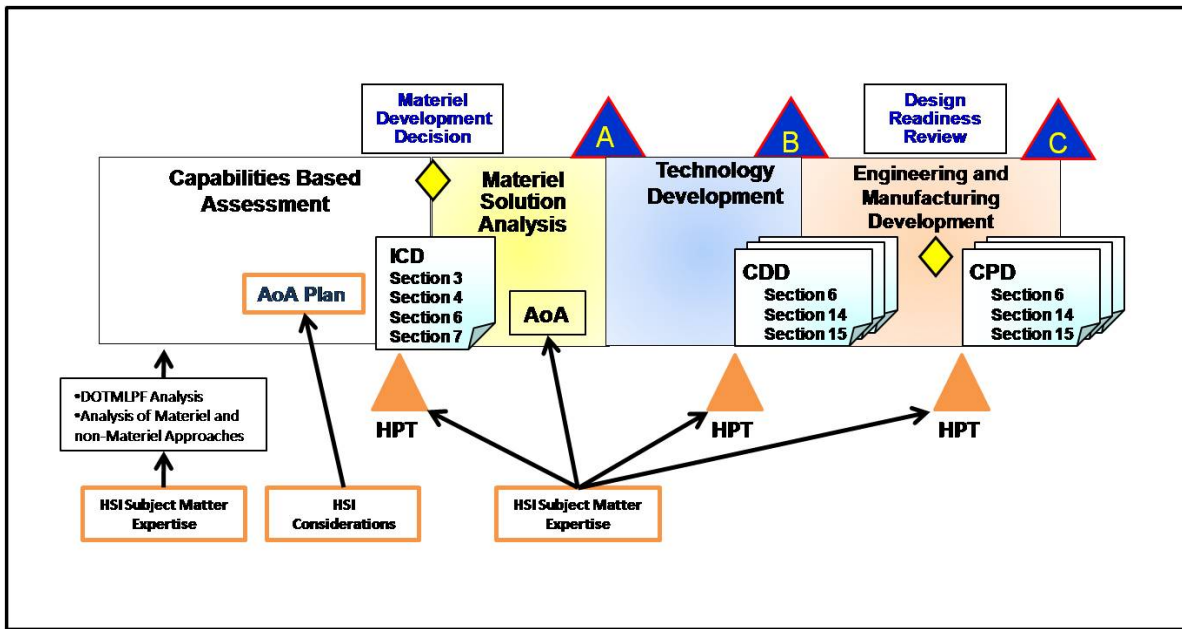 Materiel
Development
Decision
A
B
Design
Readiness
Review
C
Capabilities Based
Assessment
Materiel
Solution
Analysis
Technology
Development
Engineering and
Manufacturing
Development
AoA Plan
ICD
Section 3
Section 4
Section 6
Section 7
AoA
CDD
Section 6
Section 14
Section 15
CPD
Section 6
Section 14
Section 15
•DOTMLPF Analysis
•Analysis of Materiel and
non-Materiel Approaches
HPT
HPT
HPT
HSI Subject Matter
Expertise
HSI
Considerations
HSI Subject Matter
Expertise